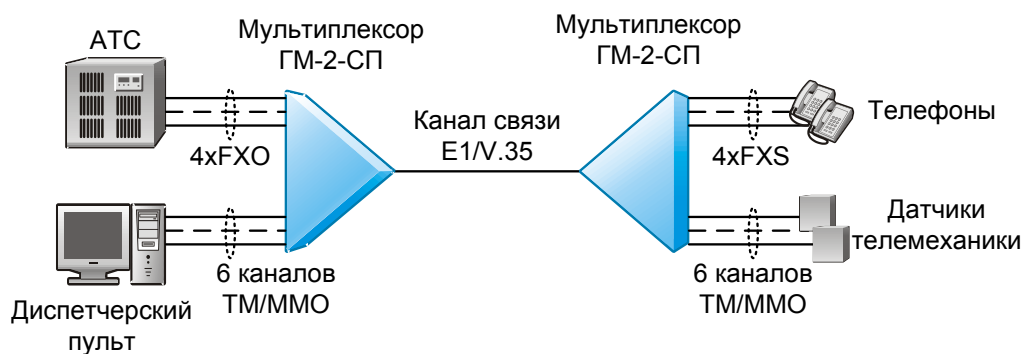 АТС
Мультиплексор
ГМ-2-СП
4xFXO
Диспетчерский
пульт
6 каналов
ТМ/ММО
Канал связи
E1/V.35
Мультиплексор
ГМ-2-СП
4xFXS
Телефоны
6 каналов
ТМ/ММО
Датчики
телемеханики